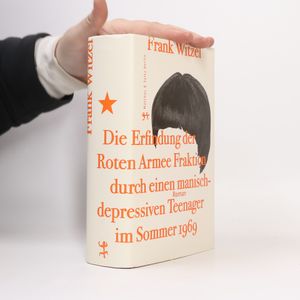 Frank Witzel
Frank Witzel
Die Erfindung der
Roten Armee Fraktion
durch einen manisch-
Roman
depressiven Teenager
im Sommer 1969